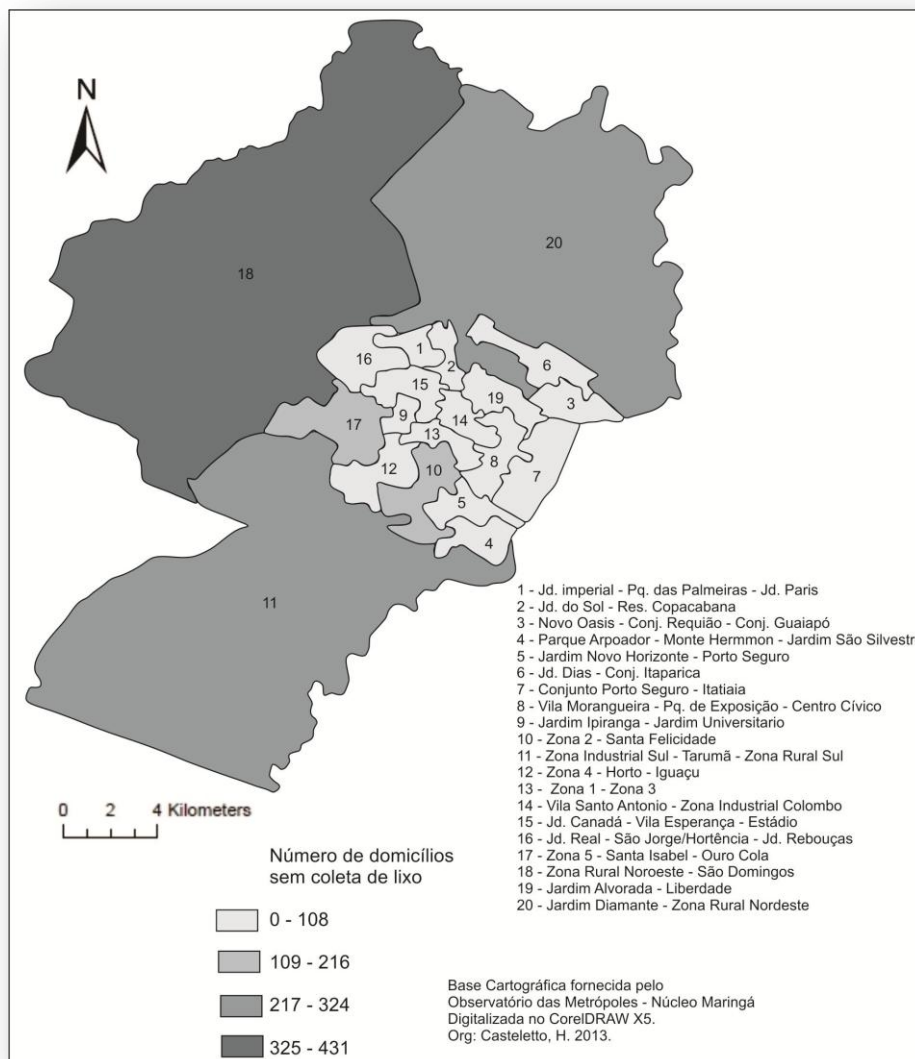 N
18
20
16
1
2
6
15
19
3
17
9
14
13
12
10
8
7
5
4
11
1 - Jd. imperial - Pq. das Palmeiras - Jd. Paris
2 - Jd. do Sol - Res. Copacabana
3 - Novo Oasis - Conj. Requião - Conj. Guaiapó
4 - Parque Arpoador - Monte Hermmon - Jardim São Silvestr
5 - Jardim Novo Horizonte - Porto Seguro
6 - Jd. Dias - Conj. Itaparica
7 - Conjunto Porto Seguro - Itatiaia
8 - Vila Morangueira - Pq. de Exposição - Centro Cívico
9 - Jardim Ipiranga - Jardim Universitario
10 - Zona 2 - Santa Felicidade
11 - Zona Industrial Sul - Tarumã - Zona Rural Sul
12 - Zona 4 - Horto - Iguaçu
13 - Zona 1 - Zona 3
14 - Vila Santo Antonio - Zona Industrial Colombo
15 - Jd. Canadá - Vila Esperança - Estádio
16 - Jd. Real - São Jorge/Hortência - Jd. Rebouças
17 - Zona 5 - Santa Isabel - Ouro Cola
18 - Zona Rural Noroeste - São Domingos
19 - Jardim Alvorada - Liberdade
20 - Jardim Diamante - Zona Rural Nordeste
0 2 4 Kilometers
Número de domicílios
sem coleta de lixo
0 - 108
109 - 216
217 - 324
325 - 431
Base Cartográfica fornecida pelo
Observatório das Metrópoles - Núcleo Maringá
Digitalizada no CorelDRAW X5.
Org: Casteletto, H. 2013.